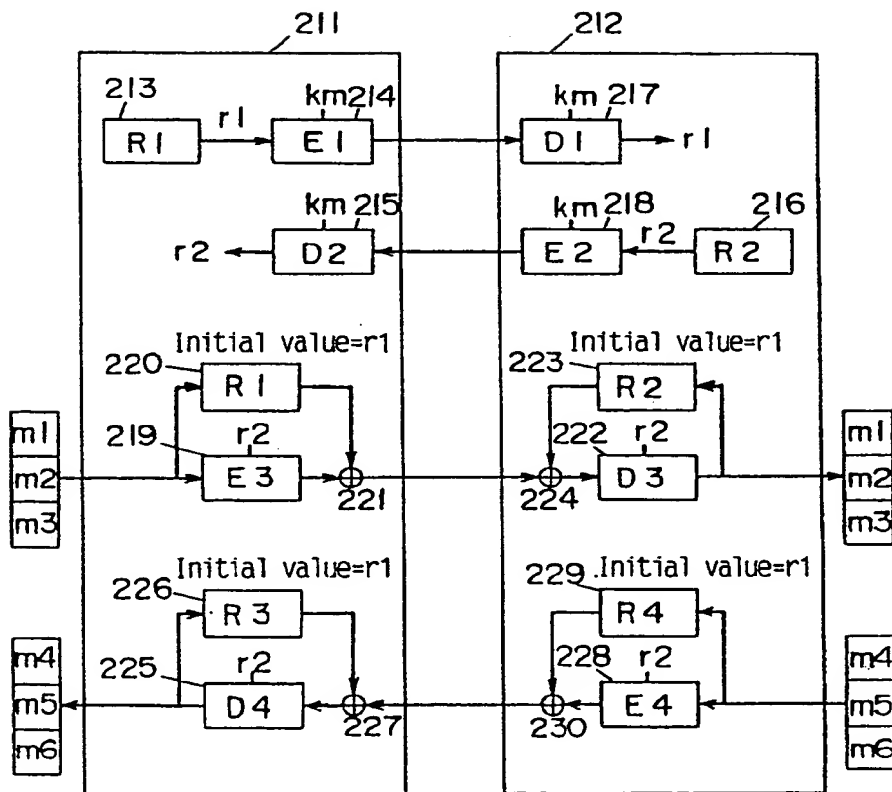 211
212
213
R1
r1
km
214
E1
km
217
D1
r1
r2
km
215
D2
km
218
E2
r2
216
R2
Initial value=r1
220
R1
219
r2
E3
221
m1
m2
m3
Initial value=r1
223
R2
222
r2
D3
224
m1
m2
m3
Initial value=r1
226
R3
225
r2
D4
227
m4
m5
m6
Initial value=r1
229
R4
228
r2
E4
230
m4
m5
m6